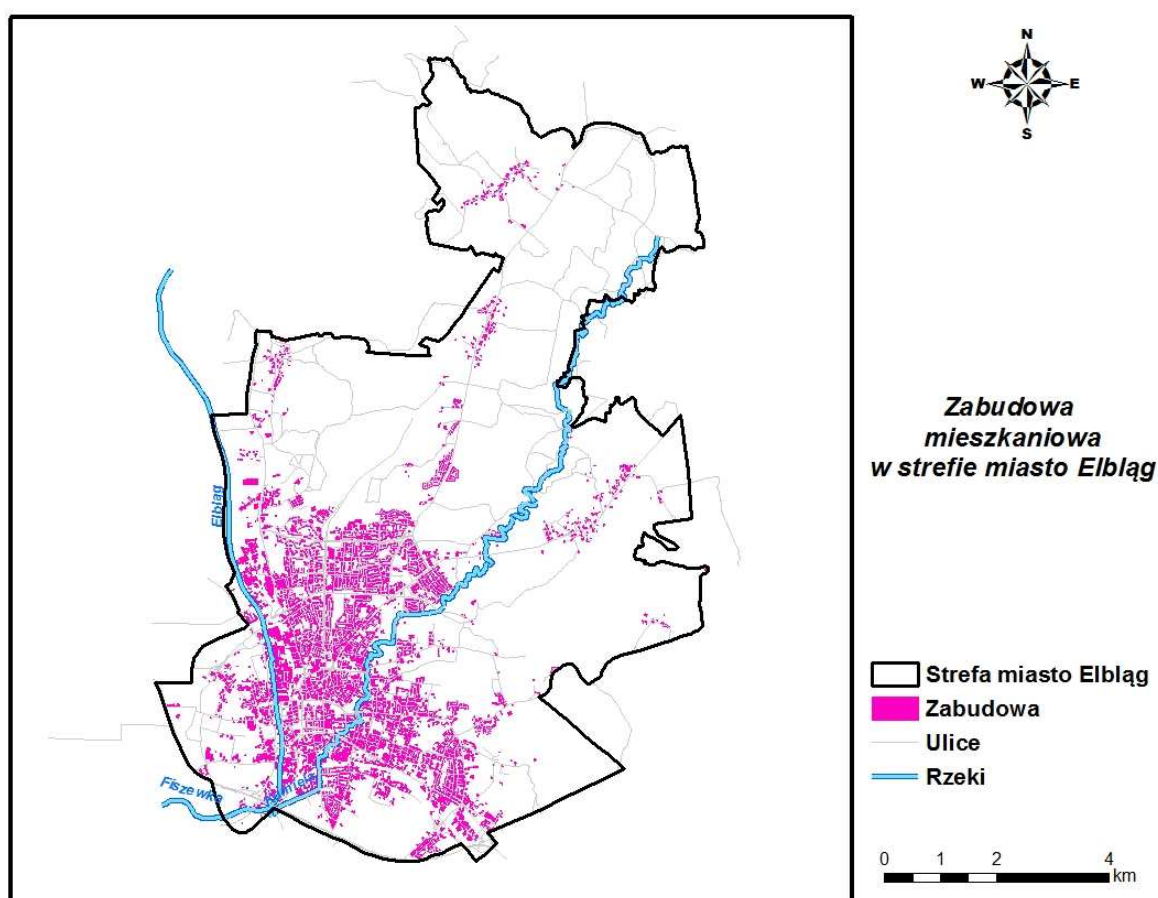 N
W E
S
Zabudowa
mieszkaniowa
w strefie miasto Elbląg
Elbląg
Fiszewka
Strefa miasto Elbląg
Zabudowa
Ulice
Rzeki
0 1 2 4
km